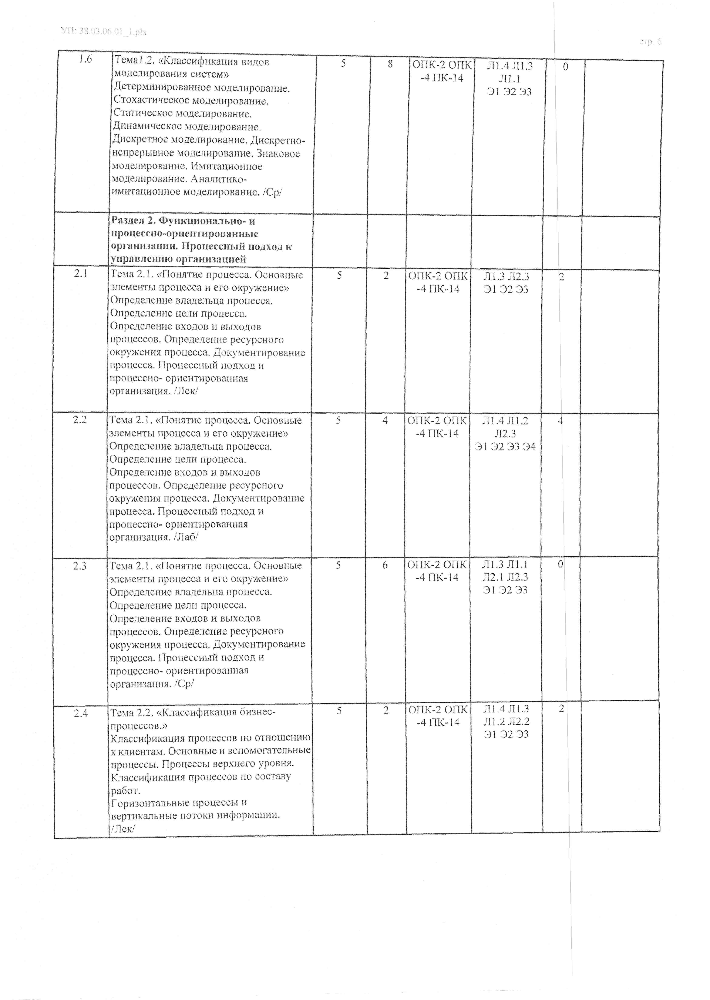 УП: 38.03.06.01_1.plx
стр. 6
1.6
Тема1.2. «Классификация видов
моделирования систем»
Детерминированное моделирование.
Стохастическое моделирование.
Статическое моделирование.
Динамическое моделирование.
Дискретное моделирование. Дискретно-
непрерывное моделирование. Знаковое
моделирование. Имитационное
моделирование. Аналитико-
имитационное моделирование. /Ср/
5
8
ОПК-2 ОПК
-4 ПК-14
Л1.4 Л1.3
Л1.1
Э1 Э2 Э3
0
Раздел 2. Функционально- и
процессно-ориентированные
организации. Процессный подход к
управлению организацией
2.1
Тема 2.1. «Понятие процесса. Основные
элементы процесса и его окружение»
Определение владельца процесса.
Определение цели процесса.
Определение входов и выходов
процессов. Определение ресурсного
окружения процесса. Документирование
процесса. Процессный подход и
процессно- ориентированная
организация. /Лек/
5
2
ОПК-2 ОПК
-4 ПК-14
Л1.3 Л2.3
Э1 Э2 Э3
2
2.2
Тема 2.1. «Понятие процесса. Основные
элементы процесса и его окружение»
Определение владельца процесса.
Определение цели процесса.
Определение входов и выходов
процессов. Определение ресурсного
окружения процесса. Документирование
процесса. Процессный подход и
процессно- ориентированная
организация. /Лаб/
5
4
ОПК-2 ОПК
-4 ПК-14
Л1.4 Л1.2
Л2.3
Э1 Э2 Э3 Э4
4
2.3
Тема 2.1. «Понятие процесса. Основные
элементы процесса и его окружение»
Определение владельца процесса.
Определение цели процесса.
Определение входов и выходов
процессов. Определение ресурсного
окружения процесса. Документирование
процесса. Процессный подход и
процессно- ориентированная
организация. /Ср/
5
6
ОПК-2 ОПК
-4 ПК-14
Л1.3 Л1.1
Л2.1 Л2.3
Э1 Э2 Э3
0
2.4
Тема 2.2. «Классификация бизнес-
процессов.»
Классификация процессов по отношению
к клиентам. Основные и вспомогательные
процессы. Процессы верхнего уровня.
Классификация процессов по составу
работ.
Горизонтальные процессы и
вертикальные потоки информации.
/Лек/
5
2
ОПК-2 ОПК
-4 ПК-14
Л1.4 Л1.3
Л1.2 Л2.2
Э1 Э2 Э3
2